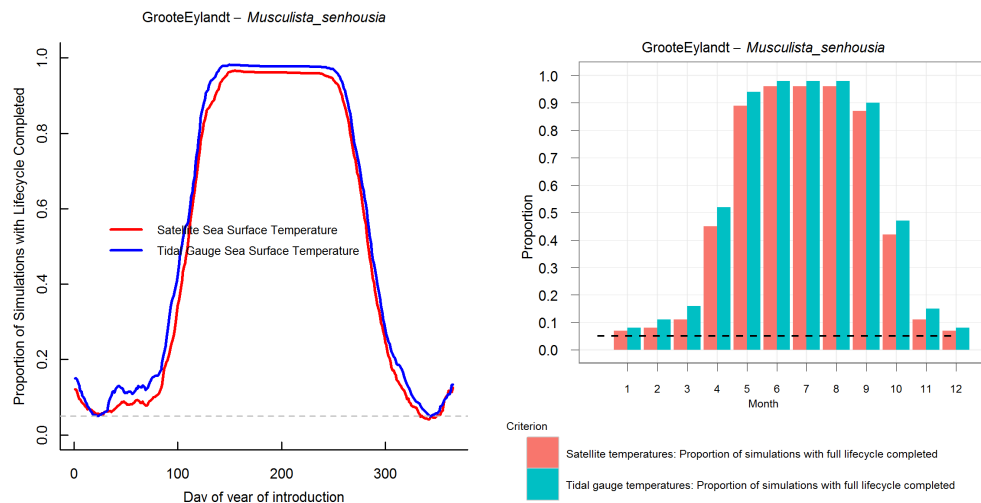 GrooteEylandt – Musculista_senhousia
Proportion of Simulations with Lifecycle Completed
1.0
0.8
0.6
0.4
0.2
0.0
Satellite Sea Surface Temperature
Tidal Gauge Sea Surface Temperature
0
100
200
300
Day of year of introduction
GrooteEylandt – Musculista_senhousia
Proportion
1.0
0.9
0.8
0.7
0.6
0.5
0.4
0.3
0.2
0.1
0.0
1 2 3 4 5 6 7 8 9 10 11 12
Month
Criterion
Satellite temperatures: Proportion of simulations with full lifecycle completed
Tidal gauge temperatures: Proportion of simulations with full lifecycle completed